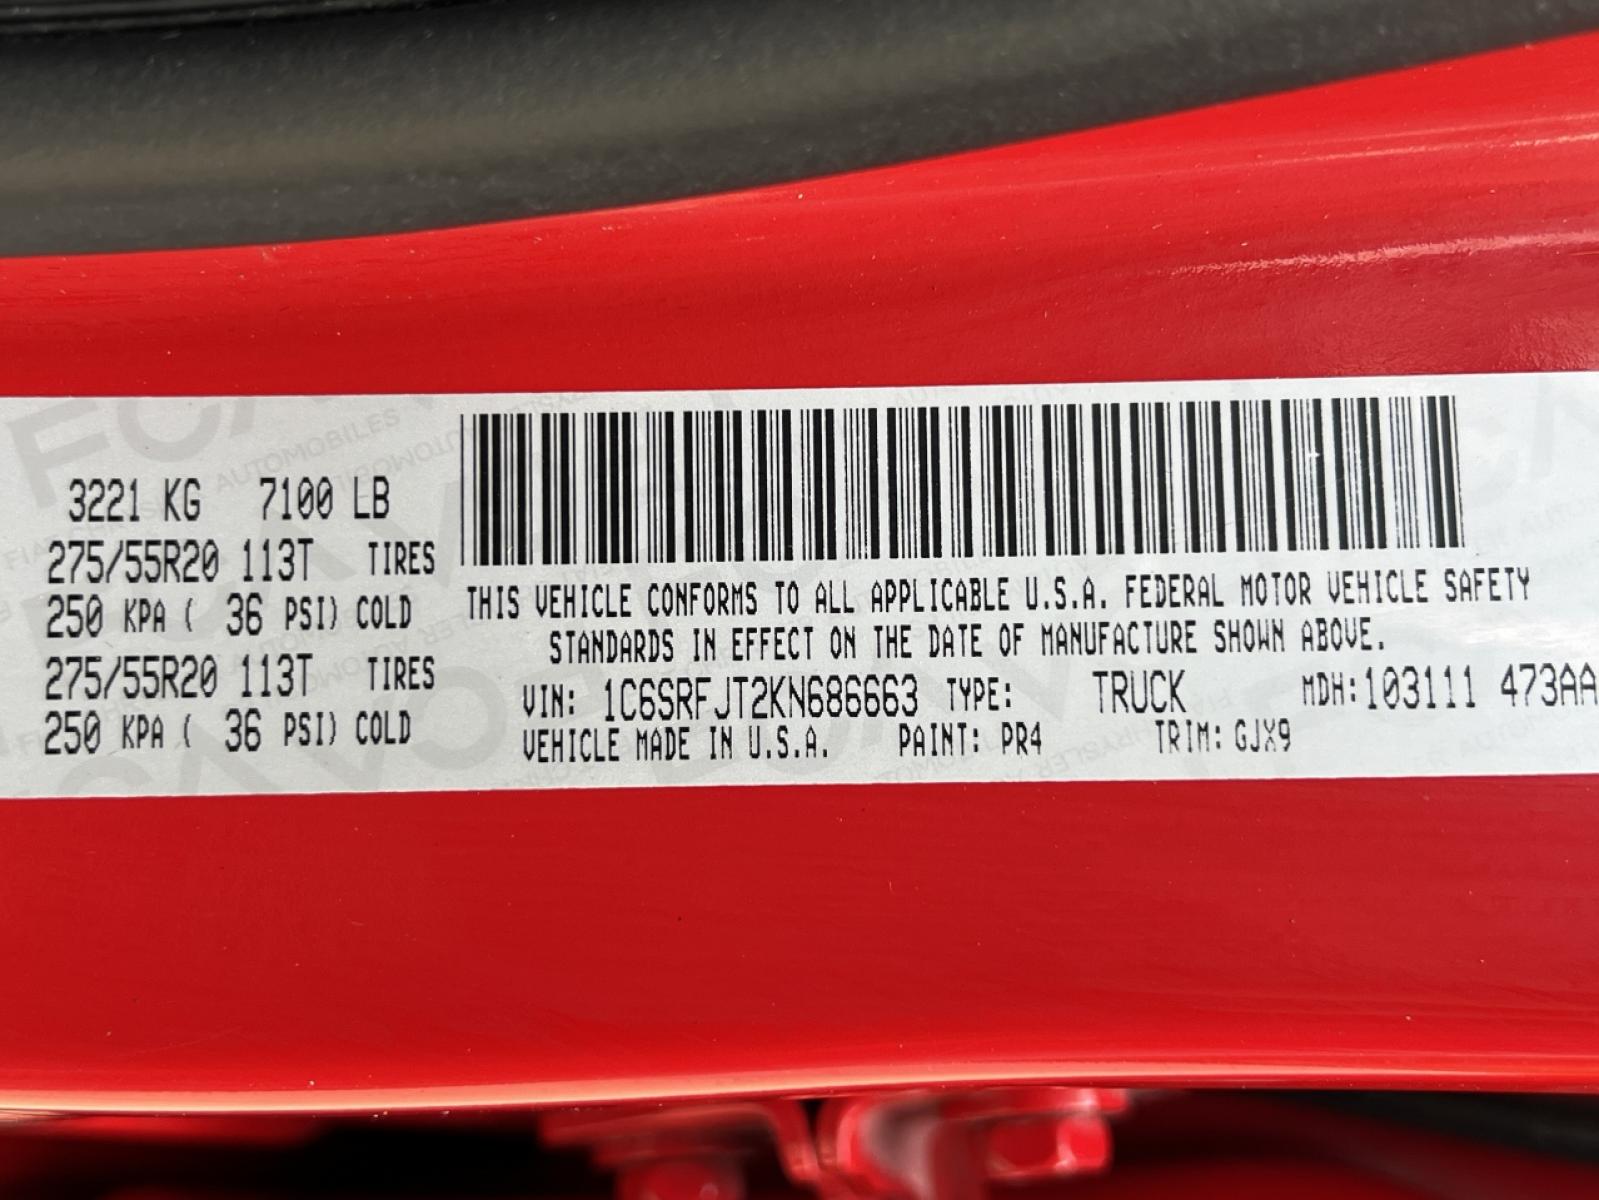 3221 KG 7100 LB
275/55R20 113T TIRES
250 KPA ( 36 PSI) COLD
275/55R20 113T TIRES
250 KPA ( 36 PSI) COLD
THIS VEHICLE CONFORMS TO ALL APPLICABLE U.S.A. FEDERAL MOTOR VEHICLE SAFETY
STANDARDS IN EFFECT ON THE DATE OF MANUFACTURE SHOWN ABOVE.
VIN: 1C6SRFJT2KN686663 TYPE: TRUCK MDH:103111 473AA
VEHICLE MADE IN U.S.A. PAINT: PR4 TRIM: GJX9